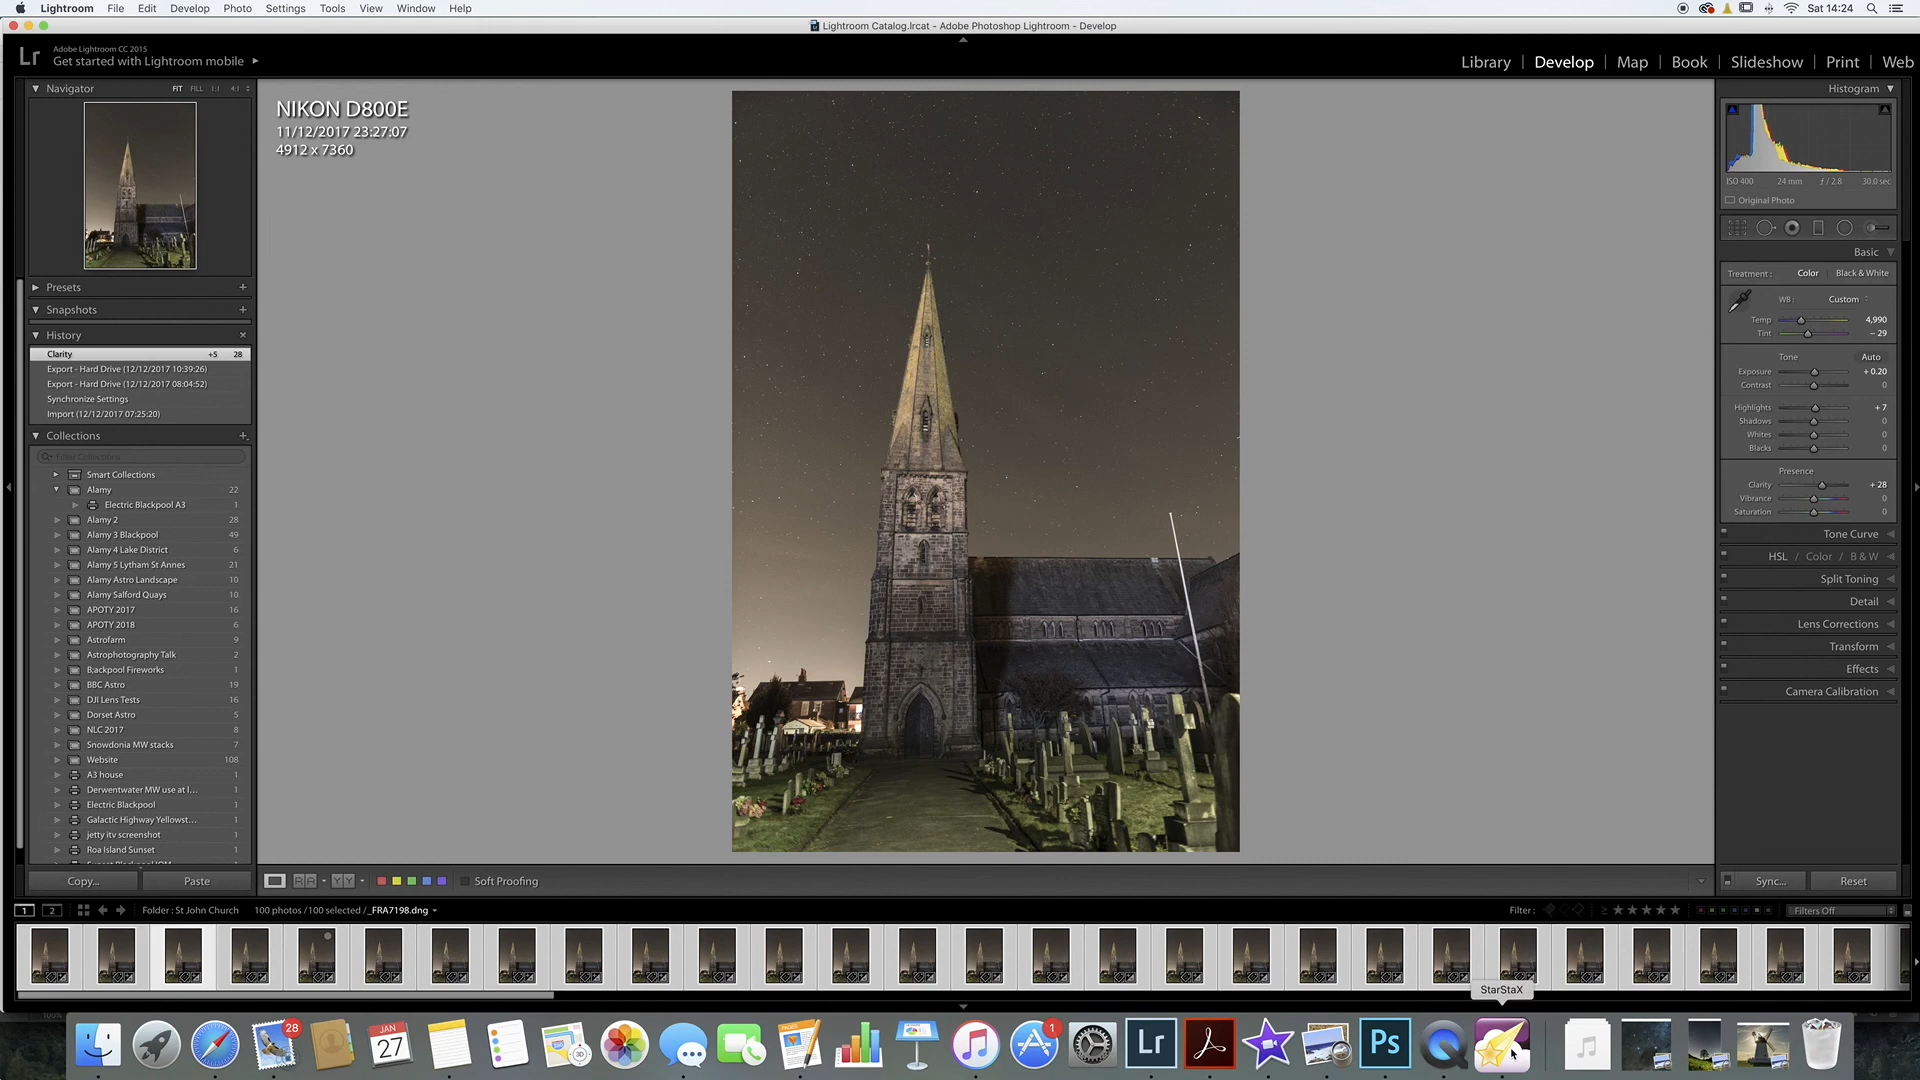 Lightroom File Edit Develop Photo Settings Tools View Window Help Sat 14:24
Lightroom Catalog.lrcat - Adobe Photoshop Lightroom - Develop
Lr Adobe Lightroom CC 2015
Get started with Lightroom mobile
Library | Develop | Map | Book | Slideshow | Print | Web
Navigator FIT FILL 1:1 4:1
NIKON D800E
11/12/2017 23:27:07
4912 x 7360
Presets
Snapshots
History
Clarity +5 28
Export - Hard Drive (12/12/2017 10:39:26)
Export - Hard Drive (12/12/2017 08:04:52)
Synchronize Settings
Import (12/12/2017 07:25:20)
Collections
Filter Collections
Smart Collections
Alamy 22
Electric Blackpool A3 1
Alamy 2 28
Alamy 3 Blackpool 49
Alamy 4 Lake District 6
Alamy 5 Lytham St Annes 21
Alamy Astro Landscape 10
Alamy Salford Quays 10
APOTY 2017 16
APOTY 2018 6
Astrofarm 9
Astrophotography Talk 2
B;ackpool Fireworks 1
BBC Astro 19
DJI Lens Tests 16
Dorset Astro 5
NLC 2017 8
Snowdonia MW stacks 7
Website 108
A3 house 1
Derwentwater MW use at l... 1
Electric Blackpool 1
Galactic Highway Yellowst... 1
jetty itv screenshot 1
Roa Island Sunset 1
Copy... Paste
Histogram
ISO 400 24 mm ƒ / 2.8 30.0 sec
Original Photo
Basic
Treatment : Color Black & White
WB : Custom
Temp 4,990
Tint - 29
Tone Auto
Exposure + 0.20
Contrast 0
Highlights + 7
Shadows 0
Whites 0
Blacks 0
Presence
Clarity + 28
Vibrance 0
Saturation 0
Tone Curve
HSL / Color / B & W
Split Toning
Detail
Lens Corrections
Transform
Effects
Camera Calibration
Sync... Reset
Soft Proofing
1 2 Folder : St John Church 100 photos /100 selected /_FRA7198.dng Filter : Filters Off
StarStaX
28 JAN 27 3D PAGES 1 Lr Ps